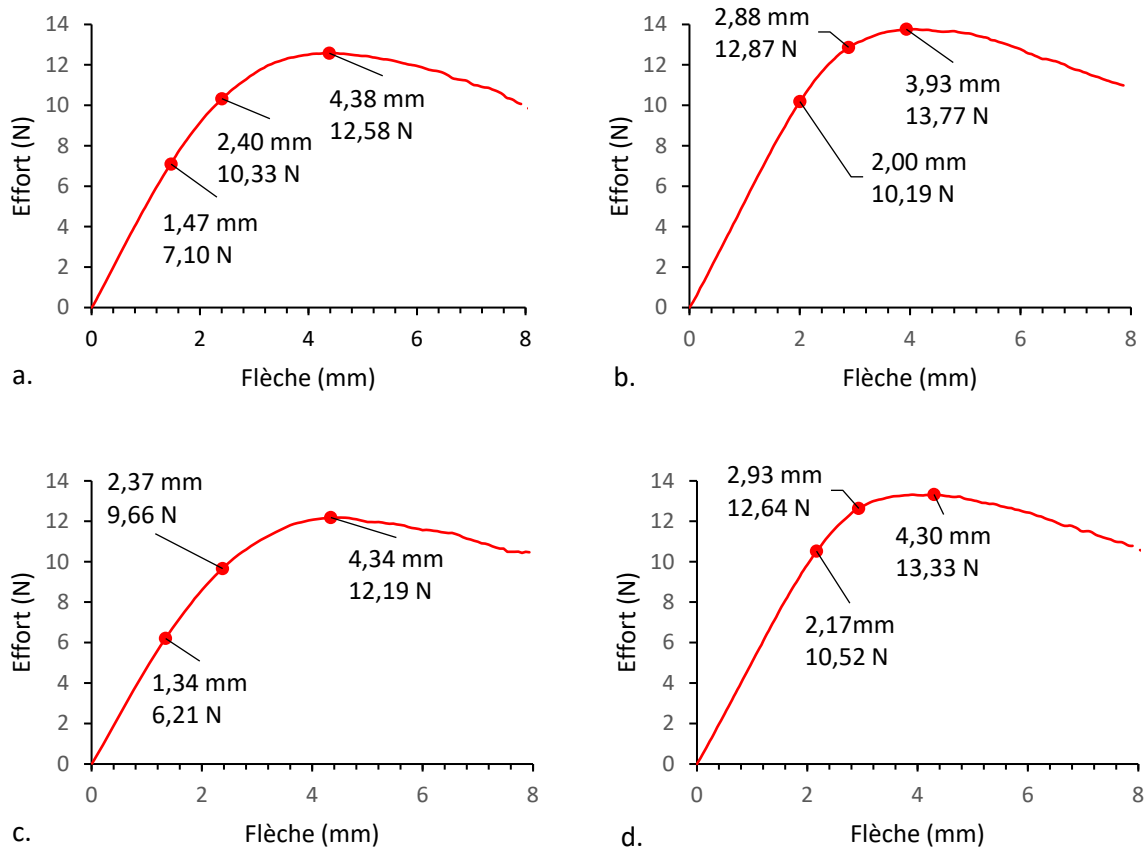 14
12
10
8
6
4
2
0
0
2
4
6
8
Effort (N)
Flèche (mm)
1,47 mm
7,10 N
2,40 mm
10,33 N
4,38 mm
12,58 N
a.
14
12
10
8
6
4
2
0
0
2
4
6
8
Effort (N)
Flèche (mm)
2,88 mm
12,87 N
3,93 mm
13,77 N
2,00 mm
10,19 N
b.
14
12
10
8
6
4
2
0
0
2
4
6
8
Effort (N)
Flèche (mm)
2,37 mm
9,66 N
4,34 mm
12,19 N
1,34 mm
6,21 N
c.
14
12
10
8
6
4
2
0
0
2
4
6
8
Effort (N)
Flèche (mm)
2,93 mm
12,64 N
4,30 mm
13,33 N
2,17mm
10,52 N
d.